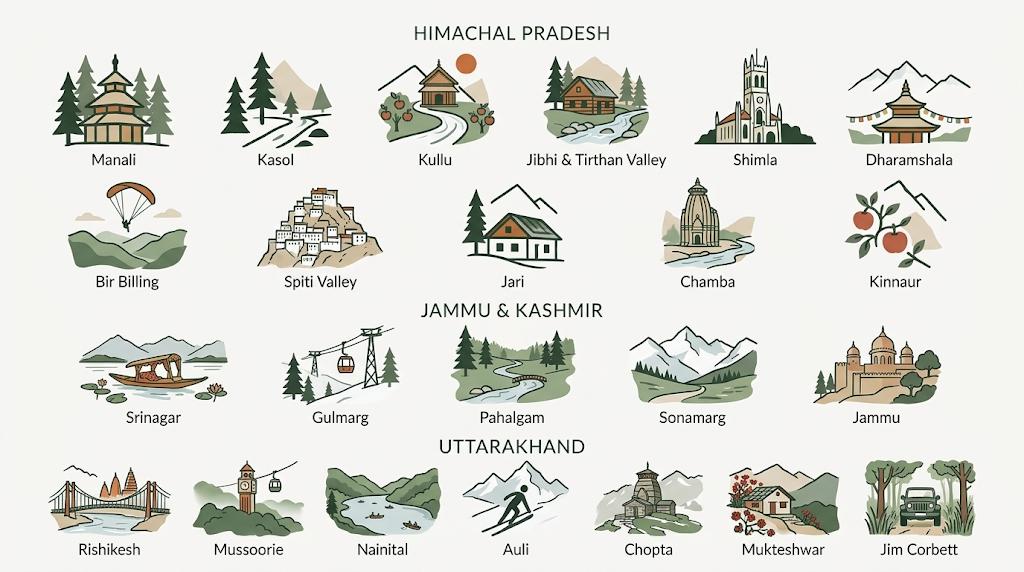 HIMACHAL PRADESH
Manali
Kasol
Kullu
Jibhi & Tirthan Valley
Shimla
Dharamshala
Bir Billing
Spiti Valley
Jari
Chamba
Kinnaur
JAMMU & KASHMIR
Srinagar
Gulmarg
Pahalgam
Sonamarg
Jammu
UTTARAKHAND
Rishikesh
Mussoorie
Nainital
Auli
Chopta
Mukteshwar
Jim Corbett